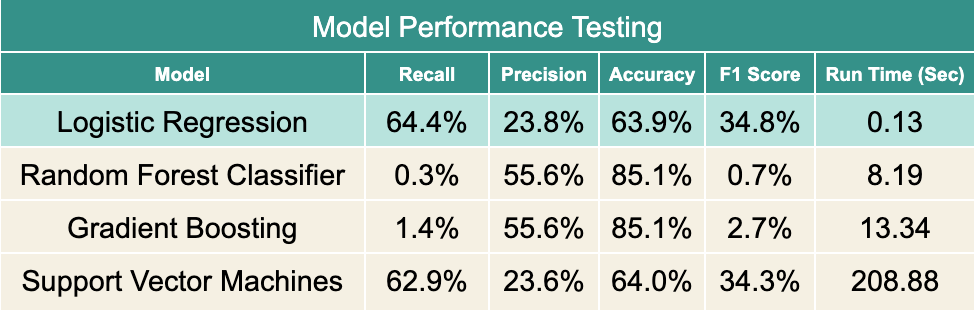 Model Performance Testing
Model Recall Precision Accuracy F1 Score Run Time (Sec)
Logistic Regression 64.4% 23.8% 63.9% 34.8% 0.13
Random Forest Classifier 0.3% 55.6% 85.1% 0.7% 8.19
Gradient Boosting 1.4% 55.6% 85.1% 2.7% 13.34
Support Vector Machines 62.9% 23.6% 64.0% 34.3% 208.88